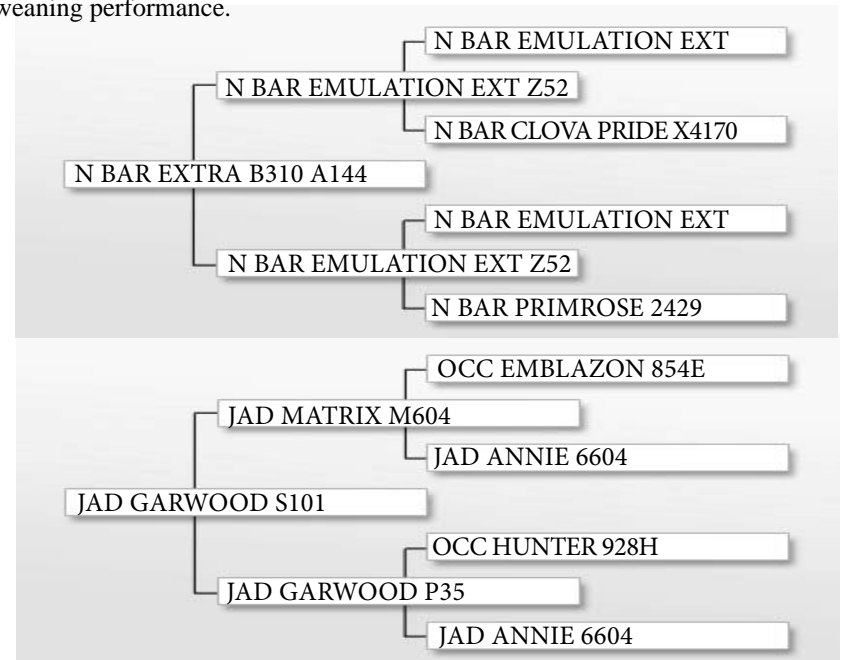 weaning performance.
N BAR EMULATION EXT
N BAR EMULATION EXT Z52
N BAR CLOVA PRIDE X4170
N BAR EXTRA B310 A144
N BAR EMULATION EXT
N BAR EMULATION EXT Z52
N BAR PRIMROSE 2429
OCC EMBLAZON 854E
JAD MATRIX M604
JAD ANNIE 6604
JAD GARWOOD S101
OCC HUNTER 928H
JAD GARWOOD P35
JAD ANNIE 6604